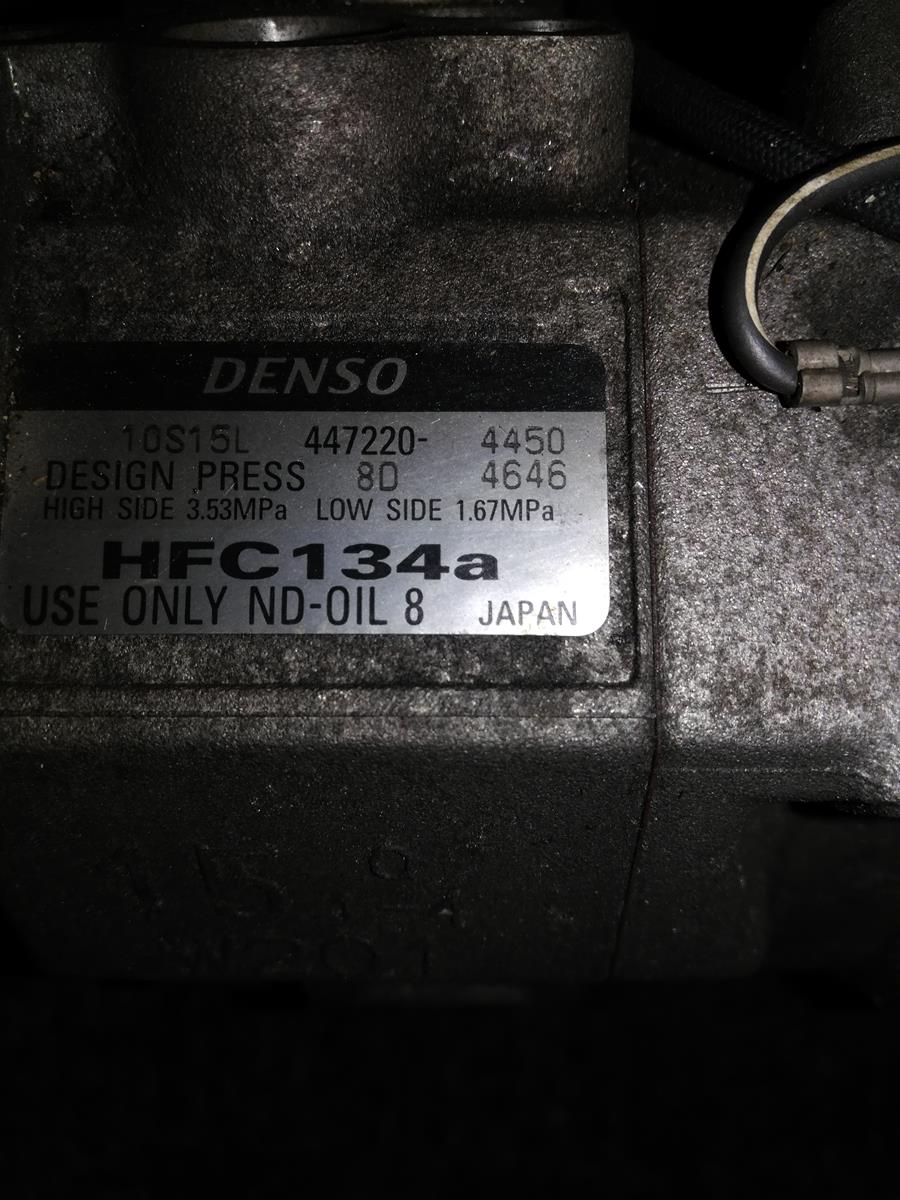 DENSO
10S15L 447220- 4450
DESIGN PRESS 8D 4646
HIGH SIDE 3.53MPa LOW SIDE 1.67MPa
HFC134a
USE ONLY ND-OIL 8 JAPAN
15